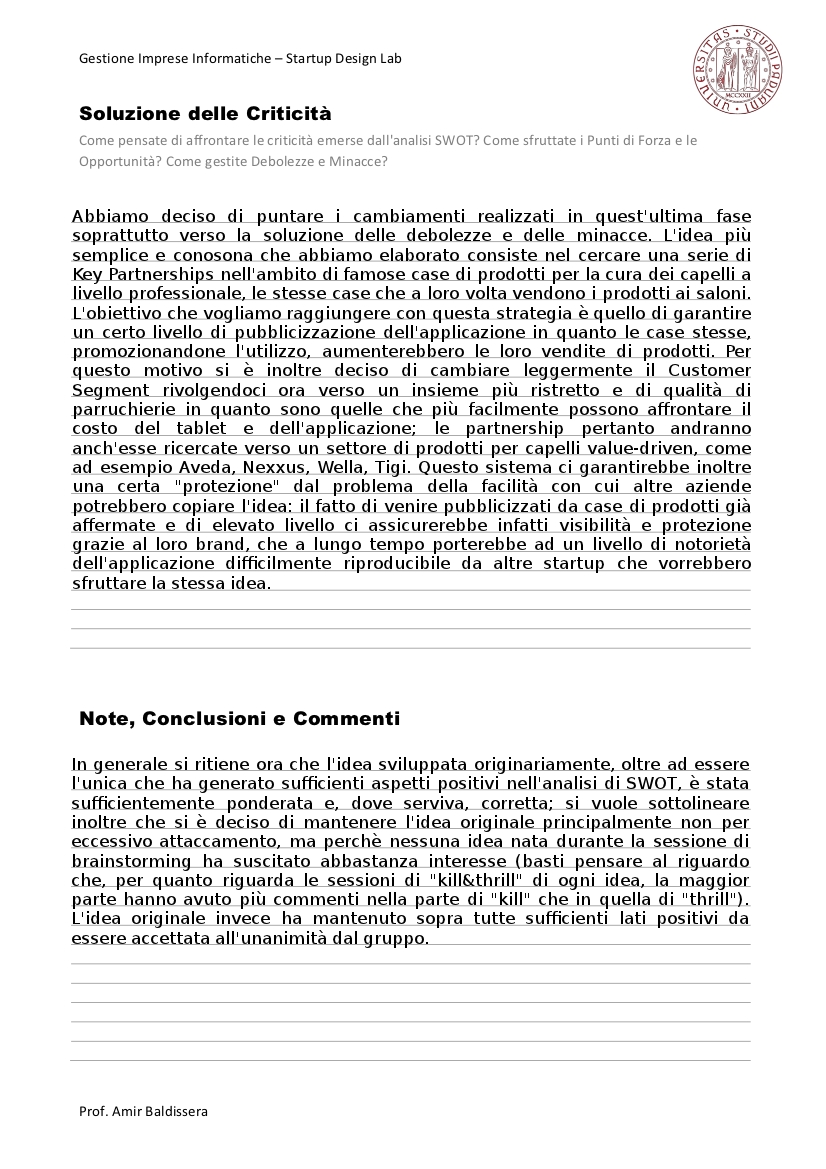 Gestione Imprese Informatiche – Startup Design Lab
UNIVERSITAS • STUDII PADUANI •
MCCXXII
Soluzione delle Criticità
Come pensate di affrontare le criticità emerse dall'analisi SWOT? Come sfruttate i Punti di Forza e le
Opportunità? Come gestite Debolezze e Minacce?
Abbiamo deciso di puntare i cambiamenti realizzati in quest'ultima fase
soprattutto verso la soluzione delle debolezze e delle minacce. L'idea più
semplice e conosona che abbiamo elaborato consiste nel cercare una serie di
Key Partnerships nell'ambito di famose case di prodotti per la cura dei capelli a
livello professionale, le stesse case che a loro volta vendono i prodotti ai saloni.
L'obiettivo che vogliamo raggiungere con questa strategia è quello di garantire
un certo livello di pubblicizzazione dell'applicazione in quanto le case stesse,
promozionandone l'utilizzo, aumenterebbero le loro vendite di prodotti. Per
questo motivo si è inoltre deciso di cambiare leggermente il Customer
Segment rivolgendoci ora verso un insieme più ristretto e di qualità di
parruchierie in quanto sono quelle che più facilmente possono affrontare il
costo del tablet e dell'applicazione; le partnership pertanto andranno
anch'esse ricercate verso un settore di prodotti per capelli value-driven, come
ad esempio Aveda, Nexxus, Wella, Tigi. Questo sistema ci garantirebbe inoltre
una certa "protezione" dal problema della facilità con cui altre aziende
potrebbero copiare l'idea: il fatto di venire pubblicizzati da case di prodotti già
affermate e di elevato livello ci assicurerebbe infatti visibilità e protezione
grazie al loro brand, che a lungo tempo porterebbe ad un livello di notorietà
dell'applicazione difficilmente riproducibile da altre startup che vorrebbero
sfruttare la stessa idea.
Note, Conclusioni e Commenti
In generale si ritiene ora che l'idea sviluppata originariamente, oltre ad essere
l'unica che ha generato sufficienti aspetti positivi nell'analisi di SWOT, è stata
sufficientemente ponderata e, dove serviva, corretta; si vuole sottolineare
inoltre che si è deciso di mantenere l'idea originale principalmente non per
eccessivo attaccamento, ma perchè nessuna idea nata durante la sessione di
brainstorming ha suscitato abbastanza interesse (basti pensare al riguardo
che, per quanto riguarda le sessioni di "kill&thrill" di ogni idea, la maggior
parte hanno avuto più commenti nella parte di "kill" che in quella di "thrill").
L'idea originale invece ha mantenuto sopra tutte sufficienti lati positivi da
essere accettata all'unanimità dal gruppo.
Prof. Amir Baldissera